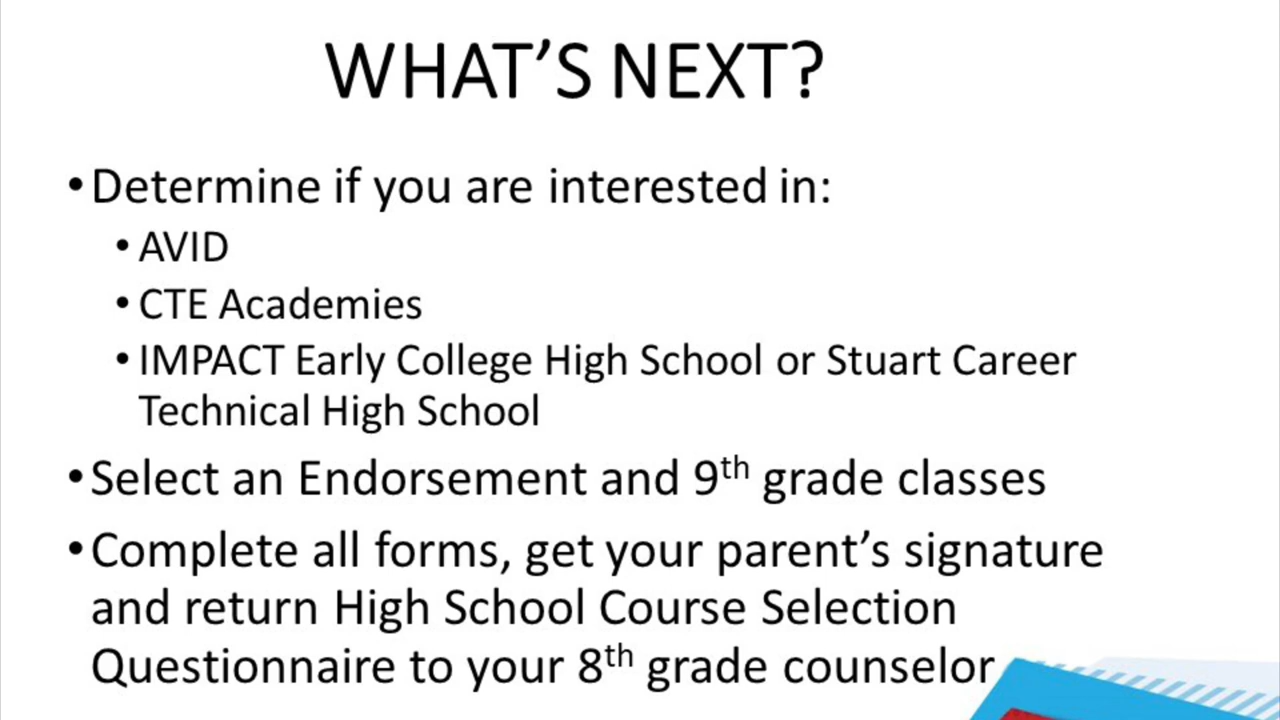 WHAT’S NEXT?
• Determine if you are interested in:
• AVID
• CTE Academies
• IMPACT Early College High School or Stuart Career
Technical High School
• Select an Endorsement and 9th grade classes
• Complete all forms, get your parent’s signature
and return High School Course Selection
Questionnaire to your 8th grade counselor